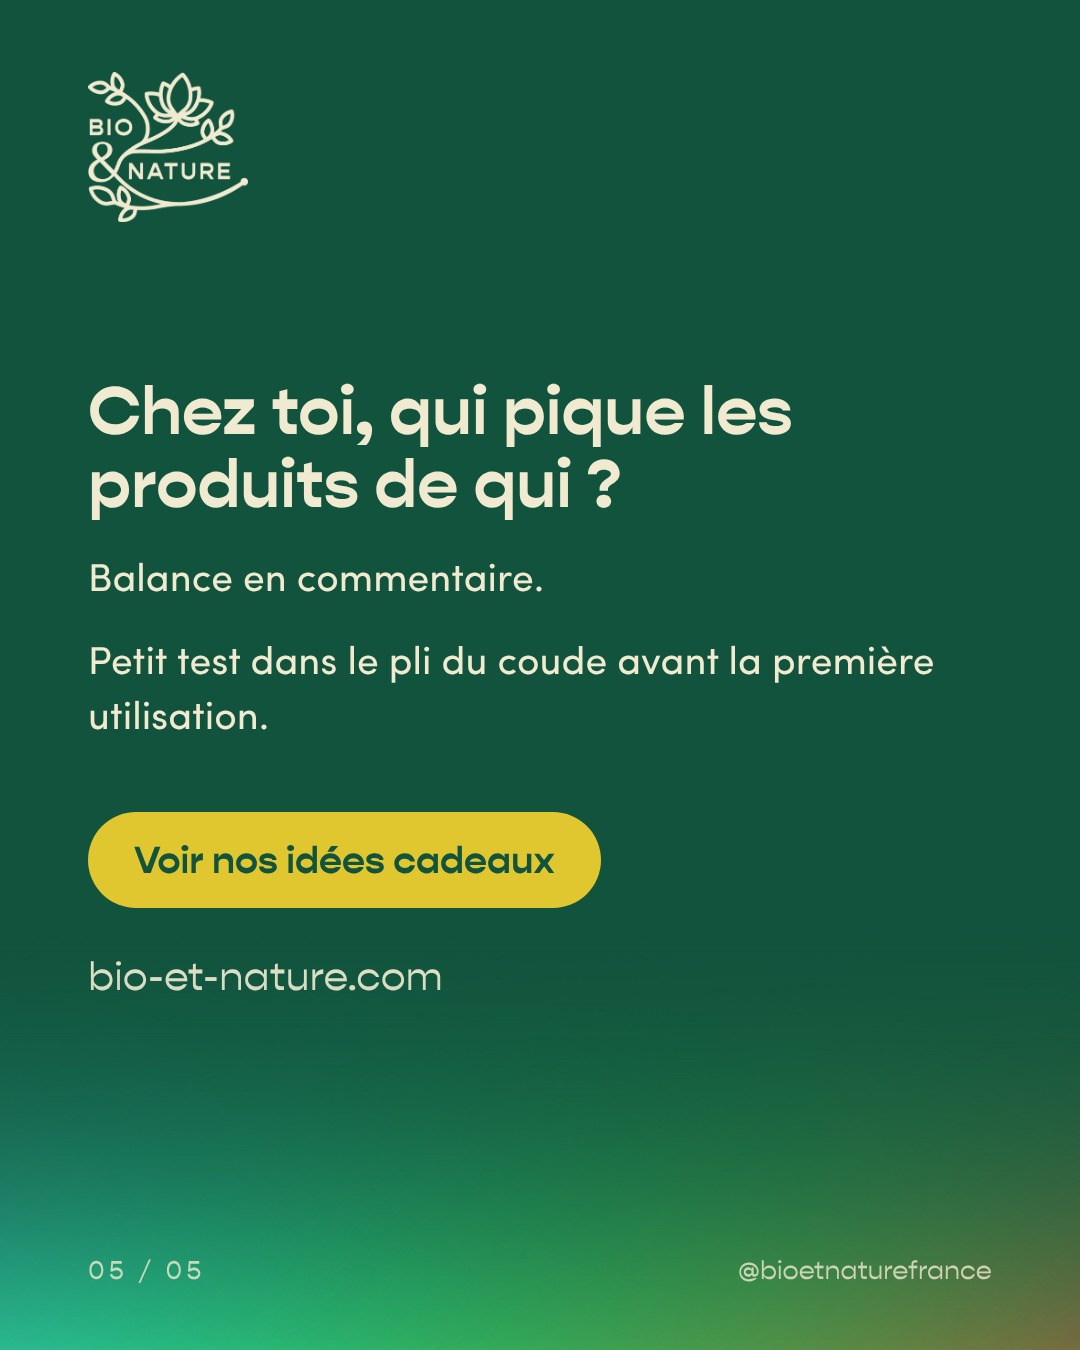 BIO
& NATURE
Chez toi, qui pique les
produits de qui ?
Balance en commentaire.
Petit test dans le pli du coude avant la première
utilisation.
Voir nos idées cadeaux
bio-et-nature.com
05 / 05
@bioetnaturefrance